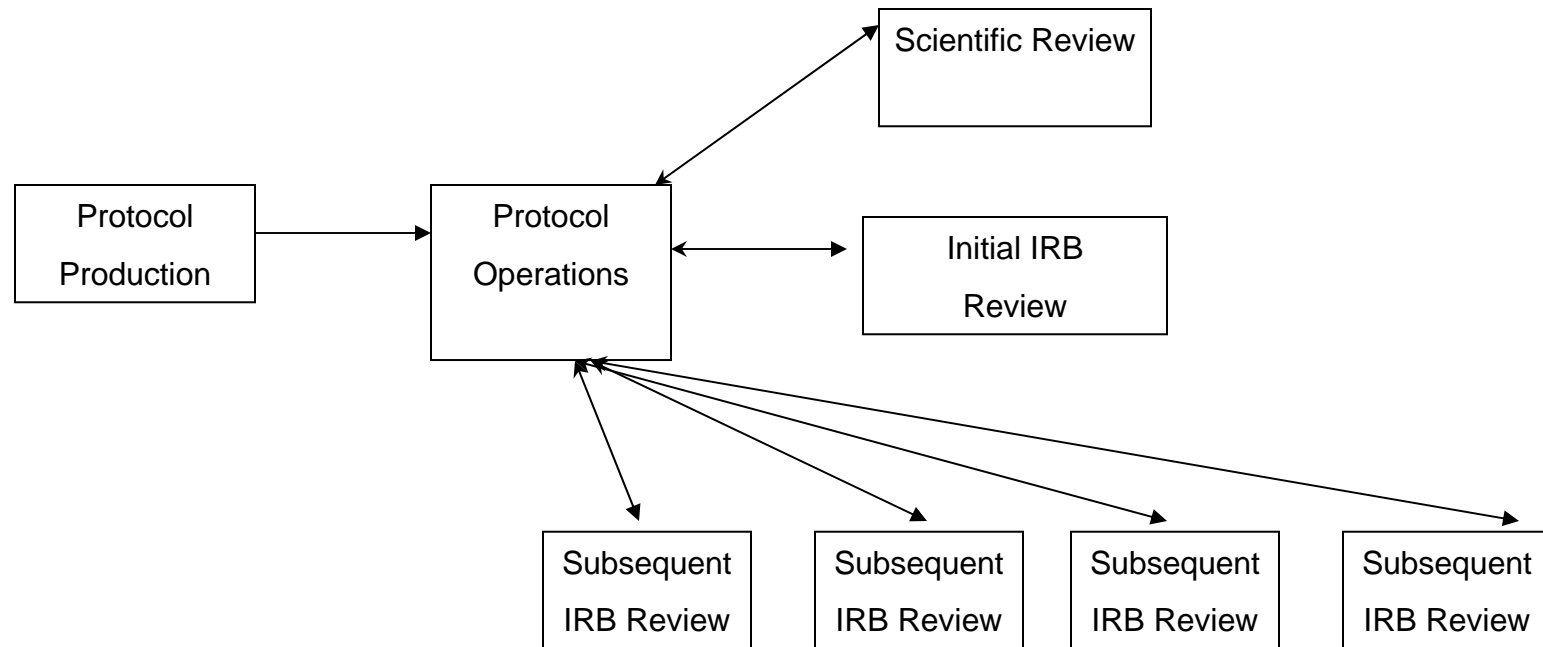 Scientific Review
Protocol
Production
Protocol
Operations
Initial IRB
Review
Subsequent
IRB Review
Subsequent
IRB Review
Subsequent
IRB Review
Subsequent
IRB Review